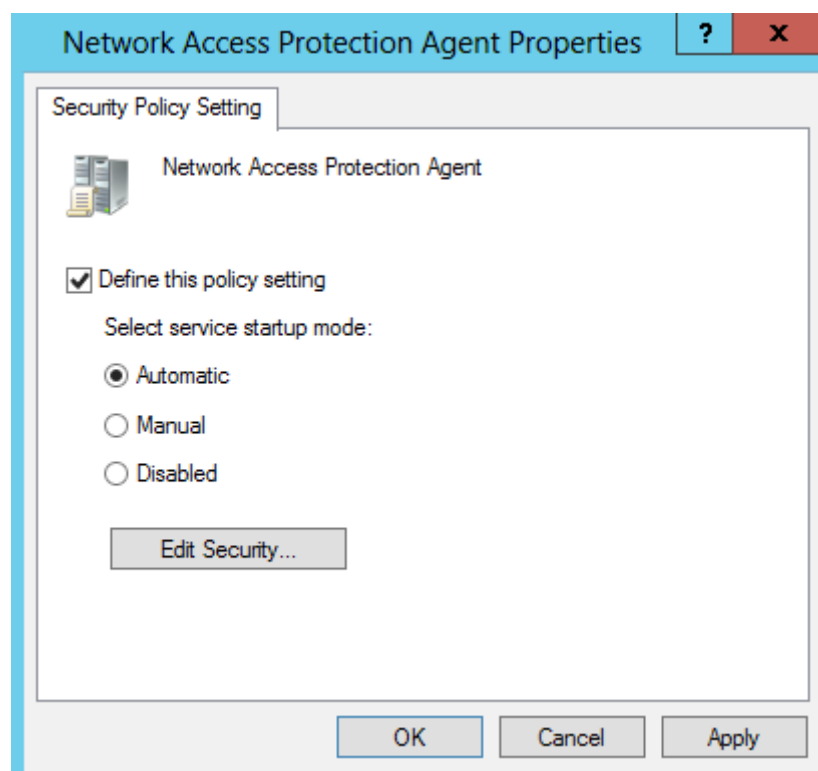 Network Access Protection Agent Properties
? x
Security Policy Setting
Network Access Protection Agent
Define this policy setting
Select service startup mode:
Automatic
Manual
Disabled
Edit Security...
OK Cancel Apply